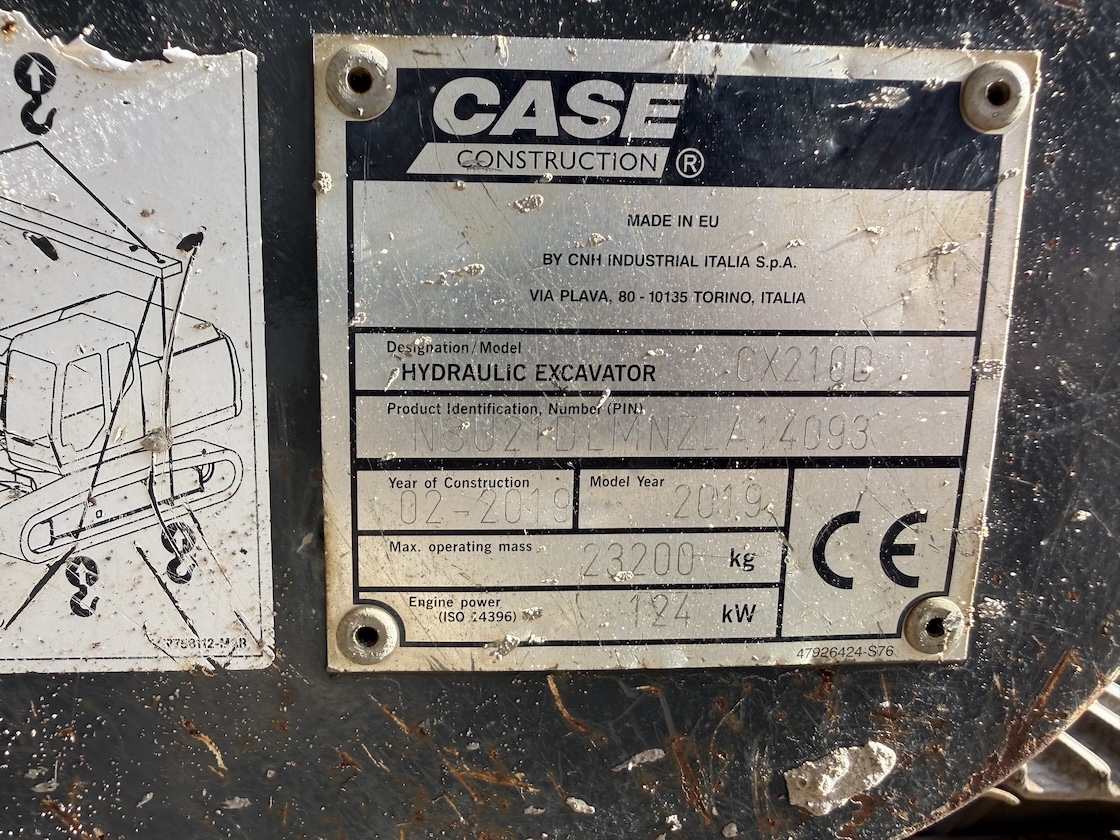 CASE
CONSTRUCTION ®
MADE IN EU
BY CNH INDUSTRIAL ITALIA S.p.A.
VIA PLAVA, 80 - 10135 TORINO, ITALIA
Designation/Model
HYDRAULIC EXCAVATOR CX210D
Product Identification, Number (PIN)
Year of Construction
02-2019
Model Year
2019
Max. operating mass
23200 kg
Engine power
(ISO 14396)
124 kW
CE
47926424-S76